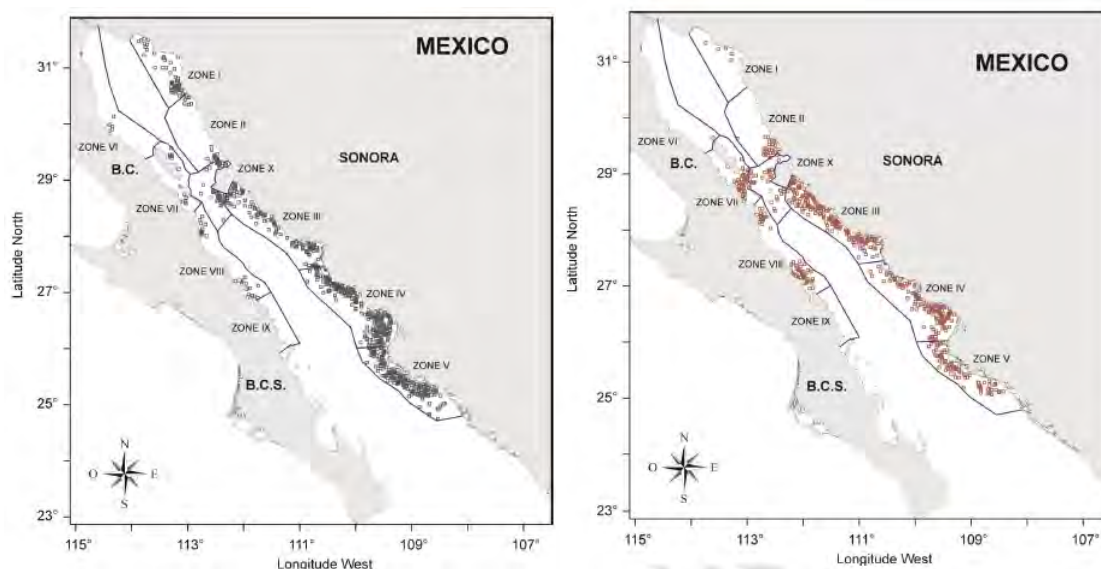 MEXICO
31°
ZONE I
ZONE II
ZONE VI
ZONE X
SONORA
B.C.
29°
ZONE VII
ZONE III
Latitude North
ZONE VIII
27°
ZONE IV
ZONE IX
ZONE V
B.C.S.
25°
N
O E
S
23°
115° 113° 111° 109° 107°
Longitude West
MEXICO
31°
ZONE I
ZONE II
ZONE VI
ZONE X
SONORA
B.C.
29°
ZONE VII
ZONE III
Latitude North
ZONE VIII
27°
ZONE IV
ZONE IX
ZONE V
B.C.S.
25°
N
O E
S
23°
115° 113° 111° 109° 107°
Longitude West